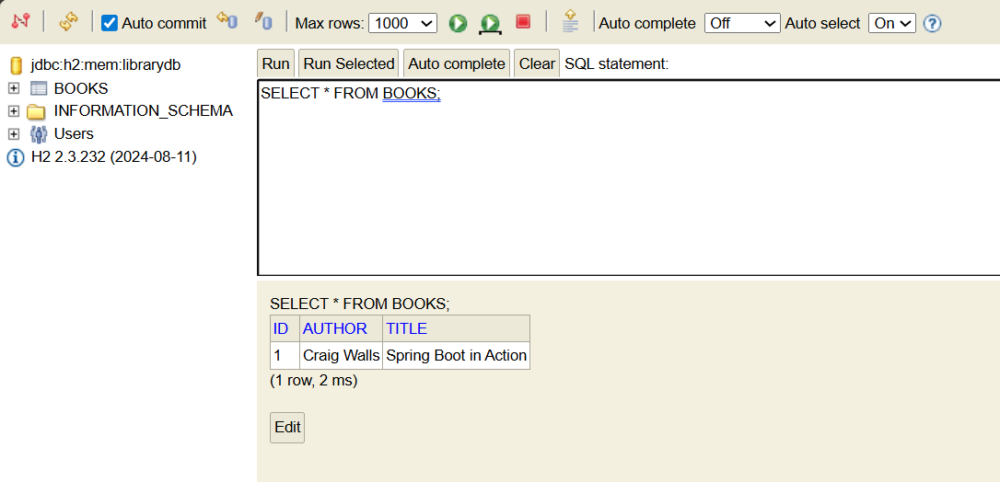 Auto commit Max rows: 1000 Auto complete Off Auto select On ?
jdbc:h2:mem:librarydb
BOOKS
INFORMATION_SCHEMA
Users
H2 2.3.232 (2024-08-11)
Run Run Selected Auto complete Clear SQL statement:
SELECT * FROM BOOKS;
SELECT * FROM BOOKS;
ID AUTHOR TITLE
1 Craig Walls Spring Boot in Action
(1 row, 2 ms)
Edit